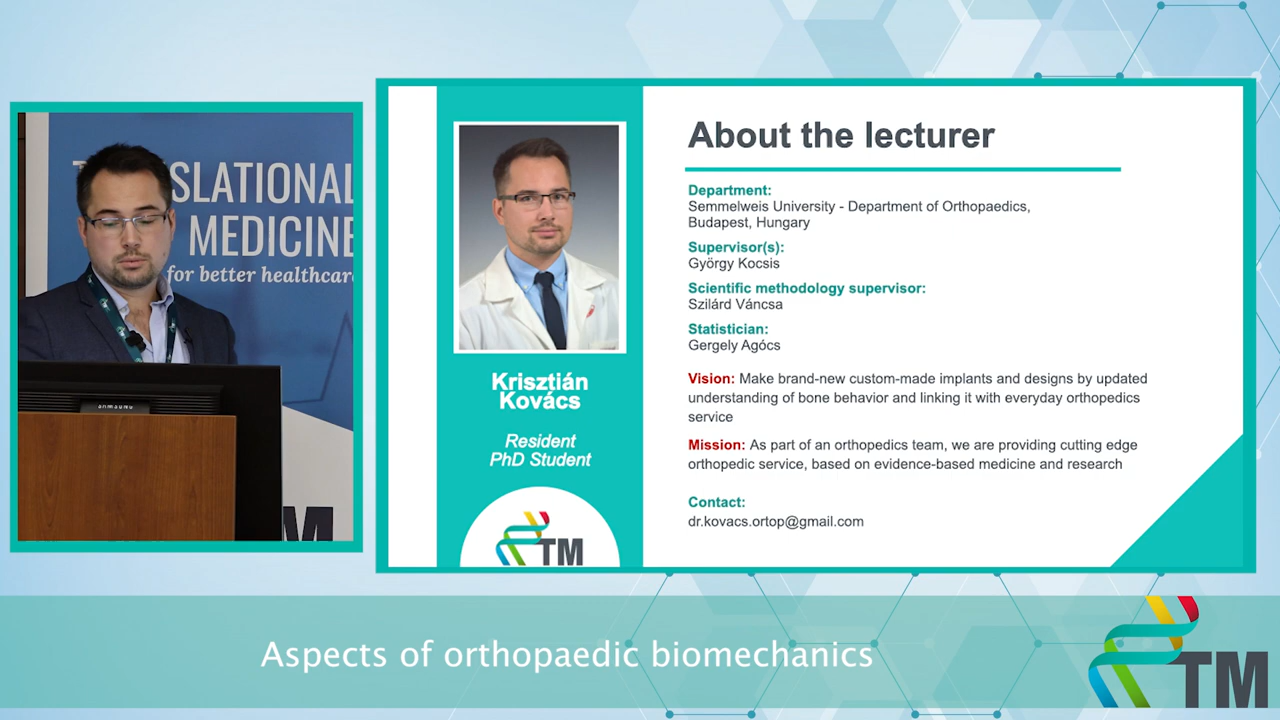 SLATIONAL
MEDICINE
for better healthcare
TM
About the lecturer
Department:
Semmelweis University - Department of Orthopaedics,
Budapest, Hungary
Supervisor(s):
György Kocsis
Scientific methodology supervisor:
Szilárd Váncsa
Statistician:
Gergely Agócs
Vision: Make brand-new custom-made implants and designs by updated
understanding of bone behavior and linking it with everyday orthopedics
service
Mission: As part of an orthopedics team, we are providing cutting edge
orthopedic service, based on evidence-based medicine and research
Contact:
dr.kovacs.ortop@gmail.com
Krisztián
Kovács
Resident
PhD Student
TM
Aspects of orthopaedic biomechanics
TM